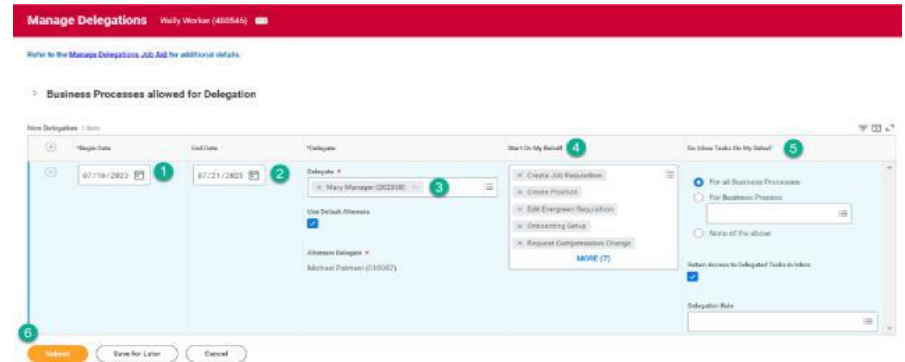 Manage Delegations Wally Worker (488546)
Refer to the Manage Delegations Job Aid for additional details.
Business Processes allowed for Delegation
New Delegation 1 item
*Begin Date End Date *Delegate Start On My Behalf 4 Do Inbox Tasks On My Behalf 5
07/10/2023 1 07/21/2023 2
Delegate *
Mary Manager (202308) 3
Use Default Alternate
Alternate Delegate *
Create Job Requisition
Create Position
Edit Evergreen Requisition
Onboarding Setup
Request Compensation Change
MORE (7)
For all Business Processes
For Business Process
None of the above
Retain Access to Delegated Tasks in Inbox
Delegation Rule
6
Submit Save for Later Cancel